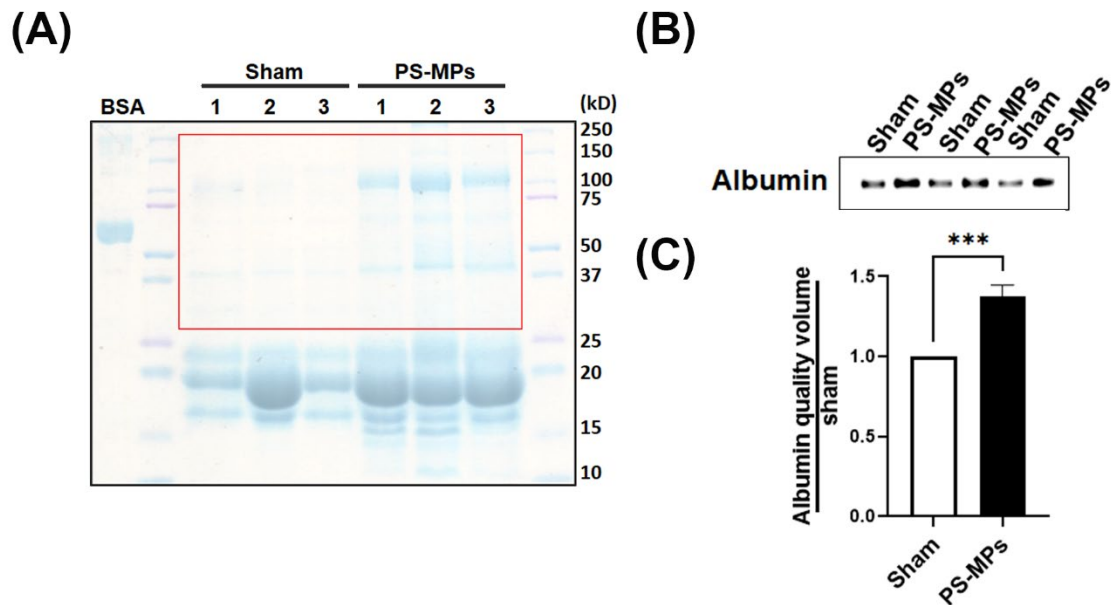 (A)
Sham PS-MPs
BSA 1 2 3 1 2 3 (kD)
250
150
100
75
50
37
25
20
15
10
(B)
Sham PS-MPs Sham PS-MPs Sham PS-MPs
Albumin
(C)
***
Albumin quality volume
sham
1.5
1.0
0.5
0.0
Sham PS-MPs